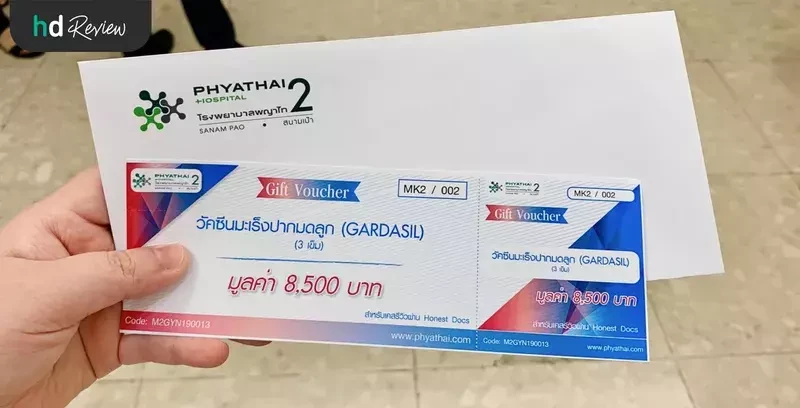 hd Review
PHYATHAI 2
HOSPITAL
โรงพยาบาลพญาไท
SANAM PAO • สนามเป้า
PHYATHAI 2
Gift Voucher
MK2 / 002
วัคซีนมะเร็งปากมดลูก (GARDASIL)
(3 เข็ม)
มูลค่า 8,500 บาท
สำหรับเคสรีวิวผ่าน Honest Docs
Code: M2GYN190013
www.phyathai.com
PHYATHAI 2
MK2 / 002
Gift Voucher
วัคซีนมะเร็งปากมดลูก (GARDASIL)
(3 เข็ม)
มูลค่า 8,500 บาท
สำหรับเคสรีวิวผ่าน Honest Docs
Code: M2GYN190013
www.phyathai.com